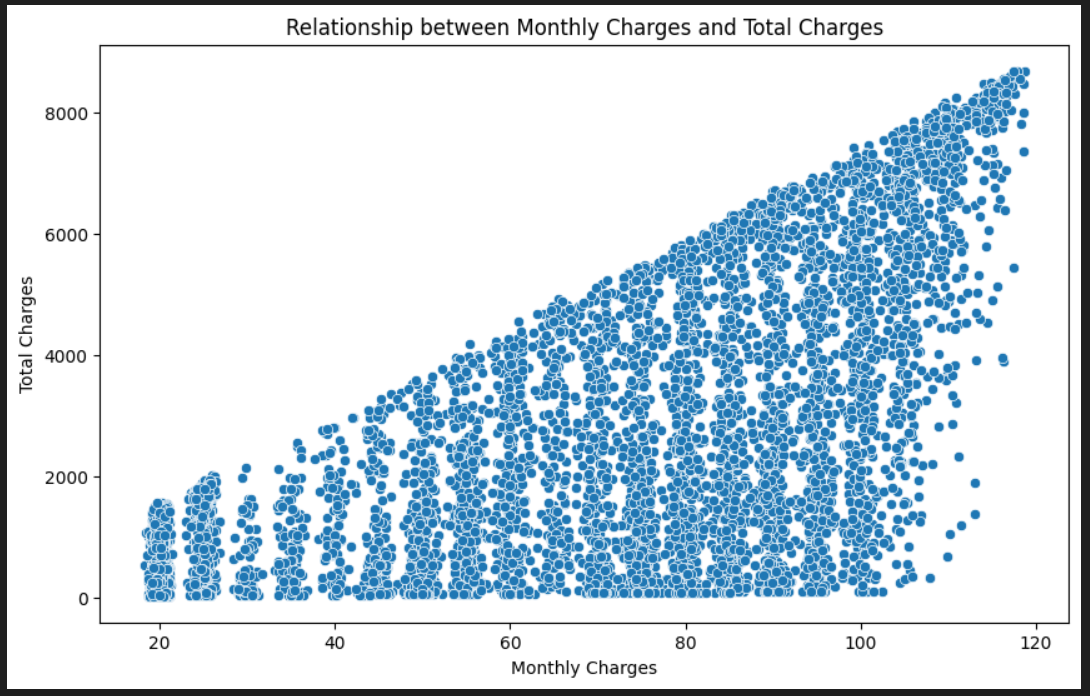 Relationship between Monthly Charges and Total Charges
8000
6000
4000
2000
0
Total Charges
20 40 60 80 100 120
Monthly Charges